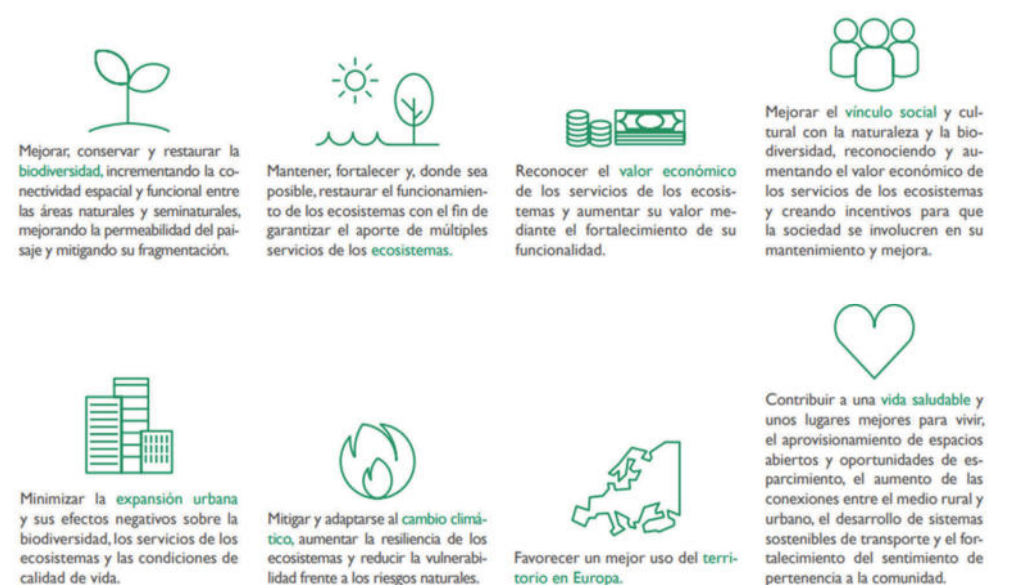 Mejorar, conservar y restaurar la
biodiversidad, incrementando la co-
nectividad espacial y funcional entre
las áreas naturales y seminaturales,
mejorando la permeabilidad del pai-
saje y mitigando su fragmentación.
Mantener, fortalecer y, donde sea
posible, restaurar el funcionamien-
to de los ecosistemas con el fin de
garantizar el aporte de múltiples
servicios de los ecosistemas.
Reconocer el valor económico
de los servicios de los ecosis-
temas y aumentar su valor me-
diante el fortalecimiento de su
funcionalidad.
Mejorar el vínculo social y cul-
tural con la naturaleza y la bio-
diversidad, reconociendo y au-
mentando el valor económico de
los servicios de los ecosistemas
y creando incentivos para que
la sociedad se involucren en su
mantenimiento y mejora.
Minimizar la expansión urbana
y sus efectos negativos sobre la
biodiversidad, los servicios de los
ecosistemas y las condiciones de
calidad de vida.
Mitigar y adaptarse al cambio climá-
tico, aumentar la resiliencia de los
ecosistemas y reducir la vulnerabi-
lidad frente a los riesgos naturales.
Favorecer un mejor uso del terri-
torio en Europa.
Contribuir a una vida saludable y
unos lugares mejores para vivir,
el aprovisionamiento de espacios
abiertos y oportunidades de es-
parcimiento, el aumento de las
conexiones entre el medio rural y
urbano, el desarrollo de sistemas
sostenibles de transporte y el for-
talecimiento del sentimiento de
pertenencia a la comunidad.